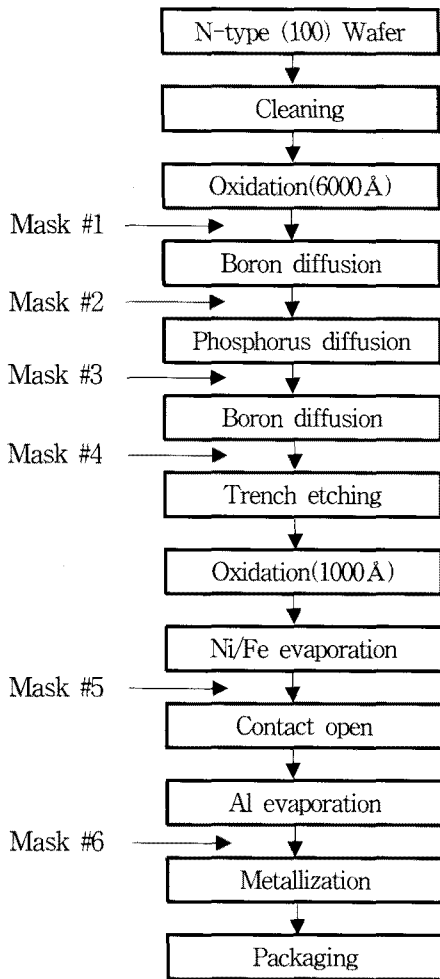 N-type (100) Wafer
Cleaning
Oxidation(6000Å)
Mask #1
Boron diffusion
Mask #2
Phosphorus diffusion
Mask #3
Boron diffusion
Mask #4
Trench etching
Oxidation(1000Å)
Ni/Fe evaporation
Mask #5
Contact open
Al evaporation
Mask #6
Metallization
Packaging